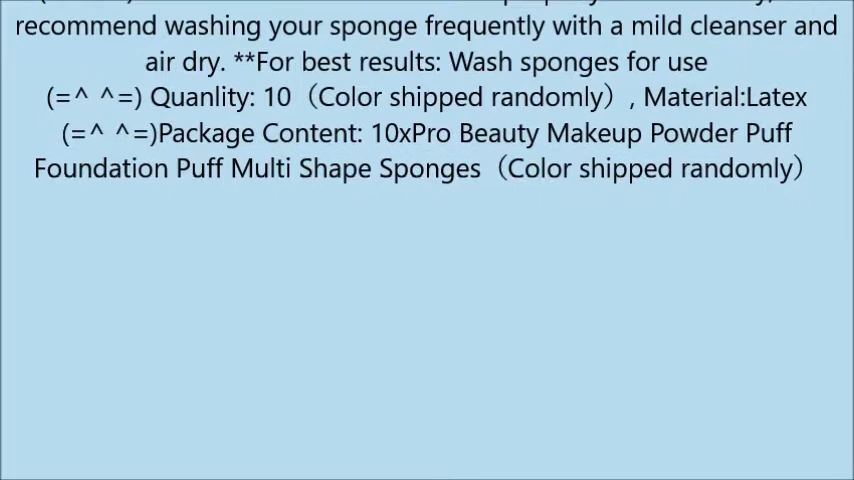 recommend washing your sponge frequently with a mild cleanser and
air dry. **For best results: Wash sponges for use
(=^ ^=) Quanlity: 10（Color shipped randomly）, Material:Latex
(=^ ^=)Package Content: 10xPro Beauty Makeup Powder Puff
Foundation Puff Multi Shape Sponges（Color shipped randomly）